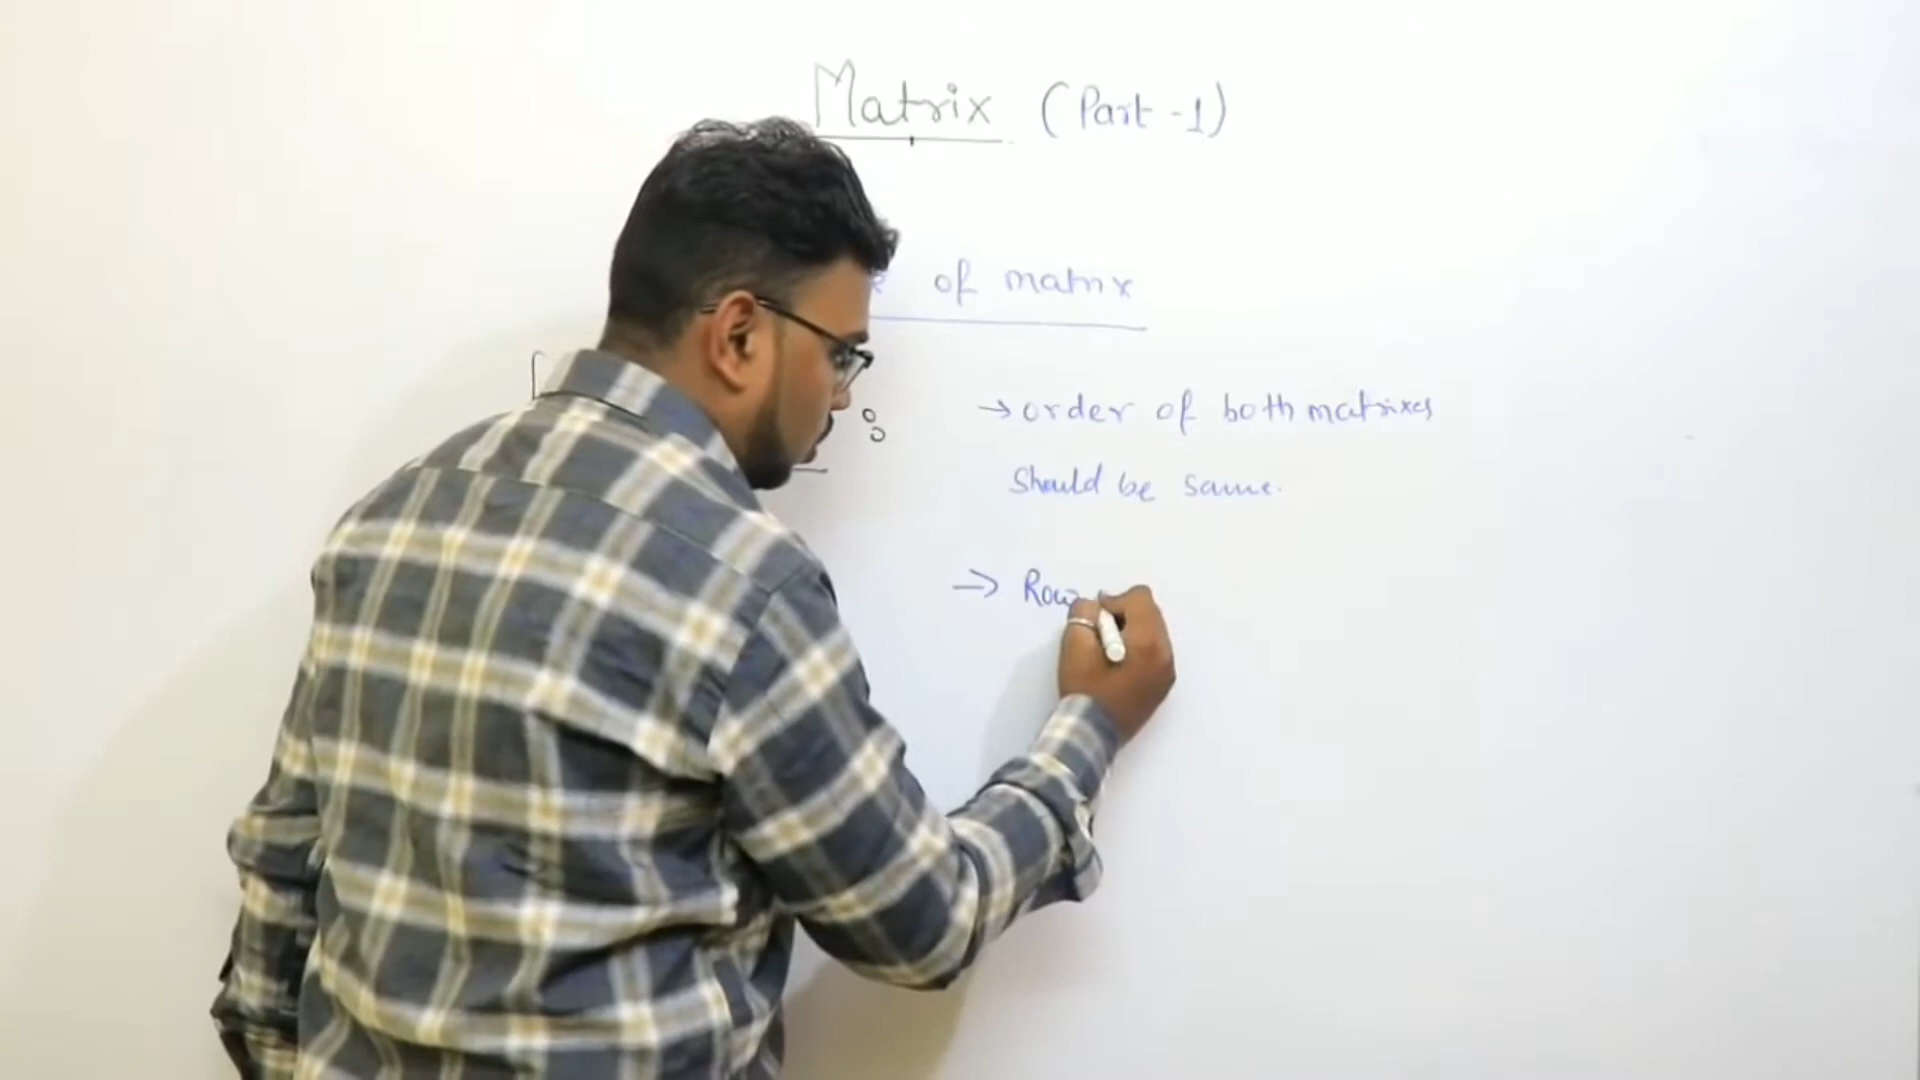 Matrix (Part -1)
of matrix
→ order of both matrixes
Should be same.
→ Row